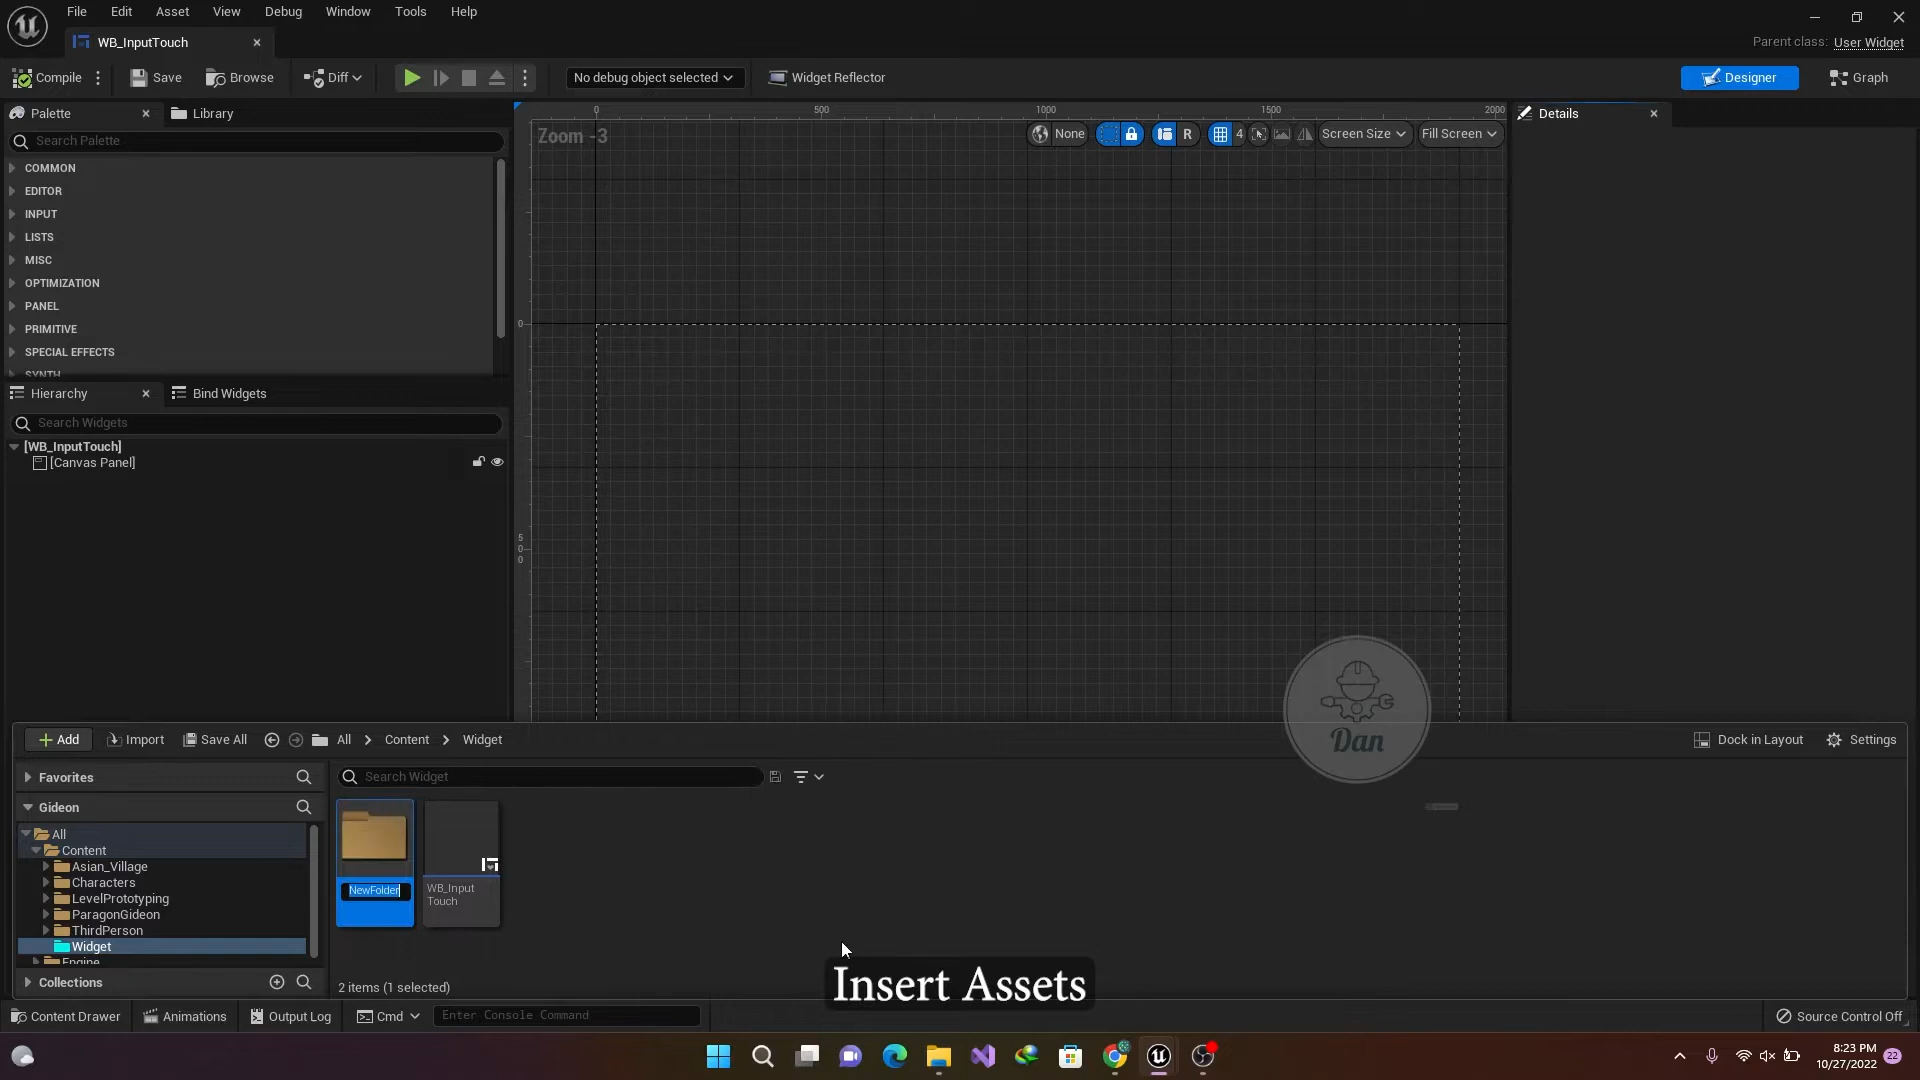 File Edit Asset View Debug Window Tools Help
WB_InputTouch
Parent class: User Widget
Compile Save Browse Diff No debug object selected Widget Reflector Designer Graph
Palette Library
Search Palette
COMMON
EDITOR
INPUT
LISTS
MISC
OPTIMIZATION
PANEL
PRIMITIVE
SPECIAL EFFECTS
SYNTH
Hierarchy Bind Widgets
Search Widgets
[WB_InputTouch]
[Canvas Panel]
0 500 1000 1500 2000
Zoom -3 None R 4 Screen Size Fill Screen
0
500
Details
Dan
Add Import Save All All Content Widget Dock in Layout Settings
Favorites
Gideon
All
Content
Asian_Village
Characters
LevelPrototyping
ParagonGideon
ThirdPerson
Widget
Engine
Collections
Search Widget
NewFolder
WB_Input
Touch
2 items (1 selected)
Insert Assets
Content Drawer Animations Output Log Cmd Enter Console Command Source Control Off
8:23 PM
10/27/2022
22